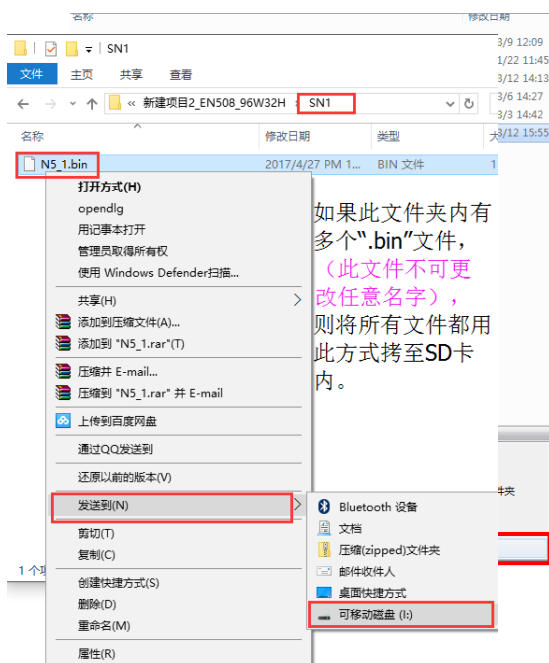 名称
修改日期
SN1
文件
主页
共享
查看
« 新建项目2_EN508_96W32H
SN1
名称
修改日期
类型
大
3/9 12:09
1/22 11:45
3/12 14:13
3/6 14:27
3/3 14:42
3/12 15:55
N5_1.bin
2017/4/27 PM 1...
BIN 文件
1
打开方式(H)
opendlg
用记事本打开
管理员取得所有权
使用 Windows Defender扫描...
共享(H)
添加到压缩文件(A)...
添加到 "N5_1.rar"(T)
压缩并 E-mail...
压缩到 "N5_1.rar" 并 E-mail
上传到百度网盘
通过QQ发送到
还原以前的版本(V)
发送到(N)
剪切(T)
复制(C)
创建快捷方式(S)
删除(D)
重命名(M)
属性(R)
如果此文件夹内有
多个“.bin”文件,
（此文件不可更
改任意名字）,
则将所有文件都用
此方式拷至SD卡
内。
Bluetooth 设备
文档
压缩(zipped)文件夹
邮件收件人
桌面快捷方式
可移动磁盘 (I:)
1 个
夹